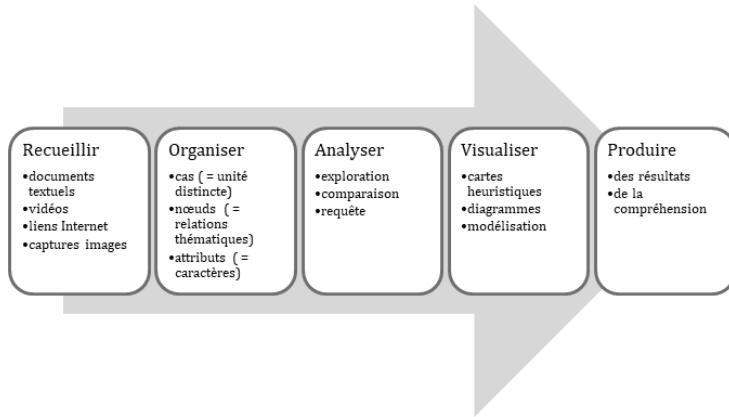 Recueillir
•documents
textuels
•vidéos
•liens Internet
•captures images
Organiser
•cas ( = unité
distincte)
•nœuds ( =
relations
thématiques)
•attributs ( =
caractères)
Analyser
•exploration
•comparaison
•requête
Visualiser
•cartes
heuristiques
•diagrammes
•modélisation
Produire
•des résultats
•de la
compréhension